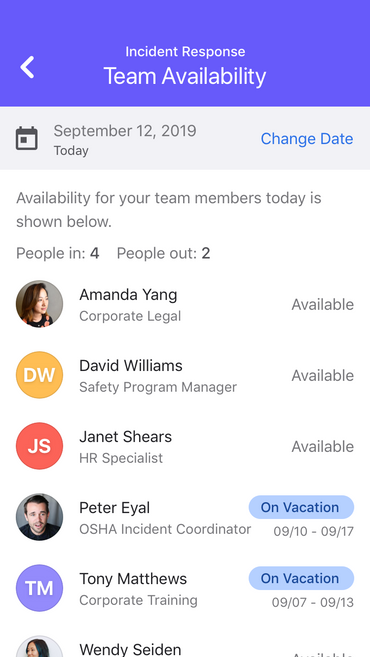 Incident Response
Team Availability
September 12, 2019
Today
Change Date
Availability for your team members today is
shown below.
People in: 4 People out: 2
Amanda Yang
Corporate Legal
Available
DW
David Williams
Safety Program Manager
Available
JS
Janet Shears
HR Specialist
Available
Peter Eyal
OSHA Incident Coordinator
On Vacation
09/10 - 09/17
TM
Tony Matthews
Corporate Training
On Vacation
09/07 - 09/13
Wendy Seiden
Available